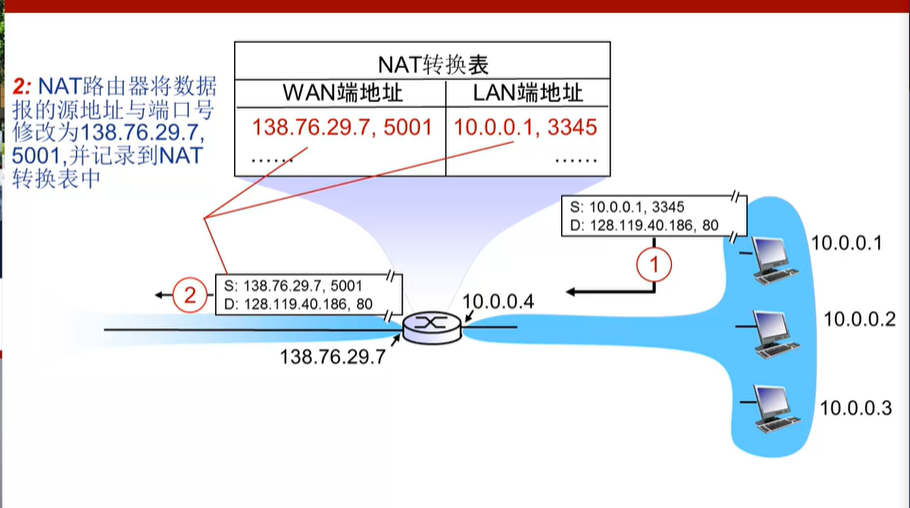 2: NAT路由器将数据
报的源地址与端口号
修改为138.76.29.7,
5001,并记录到NAT
转换表中
NAT转换表
WAN端地址 LAN端地址
138.76.29.7, 5001 10.0.0.1, 3345
…… ……
S: 10.0.0.1, 3345
D: 128.119.40.186, 80
1
10.0.0.1
S: 138.76.29.7, 5001
D: 128.119.40.186, 80
2
10.0.0.4
138.76.29.7
10.0.0.2
10.0.0.3